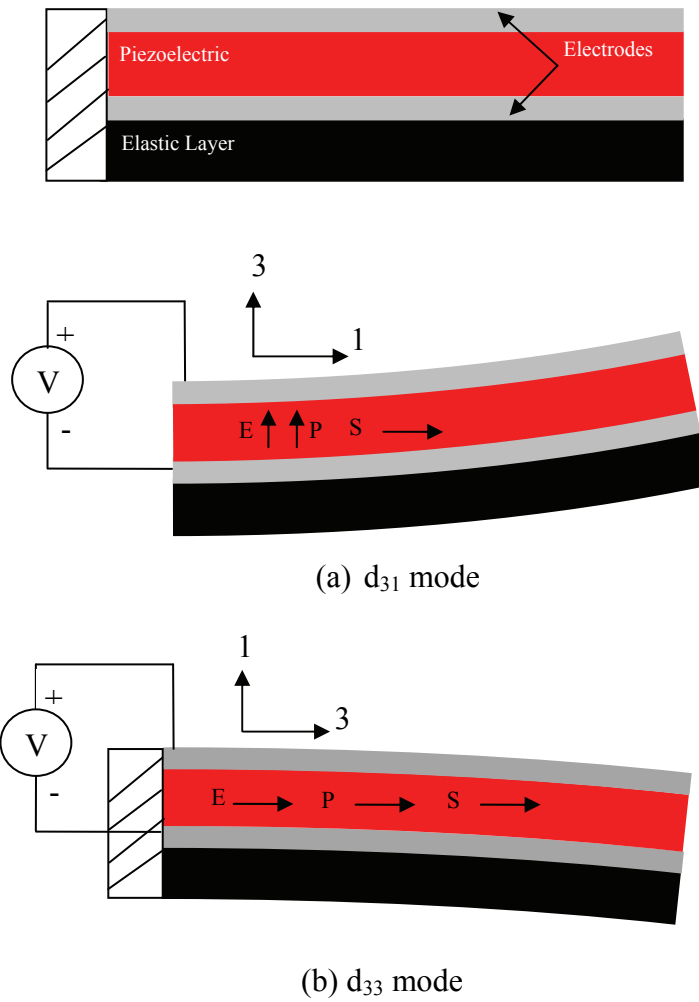 Piezoelectric
Electrodes
Elastic Layer
3
1
+
V
-
E P S
(a) d₃₁ mode
1
3
+
V
-
E P S
(b) d₃₃ mode